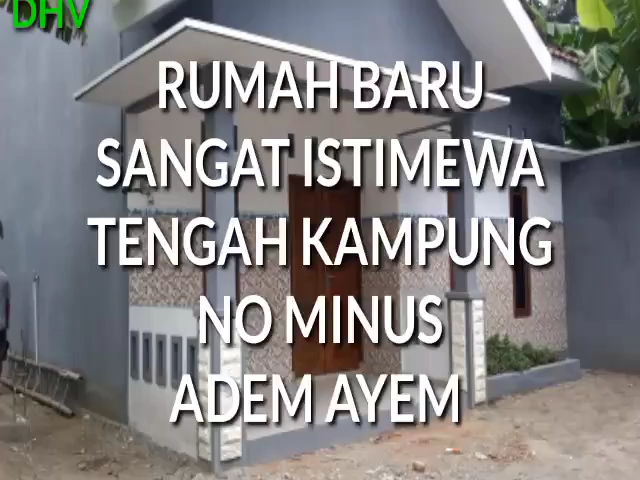 DHV
RUMAH BARU
SANGAT ISTIMEWA
TENGAH KAMPUNG
NO MINUS
ADEM AYEM